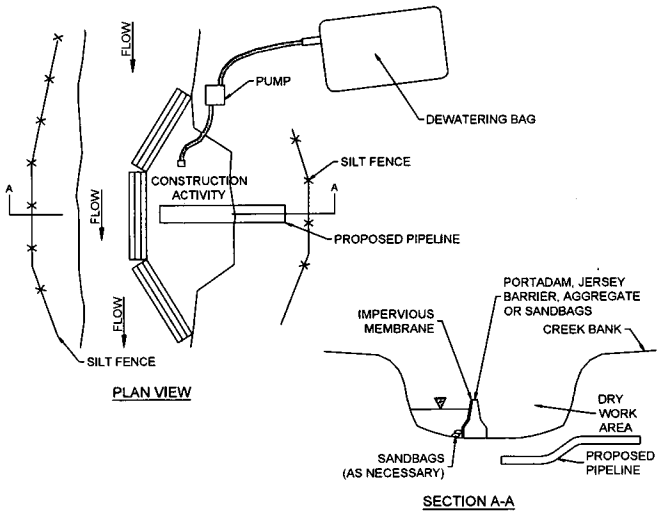 FLOW
PUMP
DEWATERING BAG
SILT FENCE
CONSTRUCTION
ACTIVITY
A
A
FLOW
PROPOSED PIPELINE
FLOW
SILT FENCE
PLAN VIEW
PORTADAM, JERSEY
BARRIER, AGGREGATE
OR SANDBAGS
IMPERVIOUS
MEMBRANE
CREEK BANK
DRY
WORK
AREA
SANDBAGS
(AS NECESSARY)
PROPOSED
PIPELINE
SECTION A-A